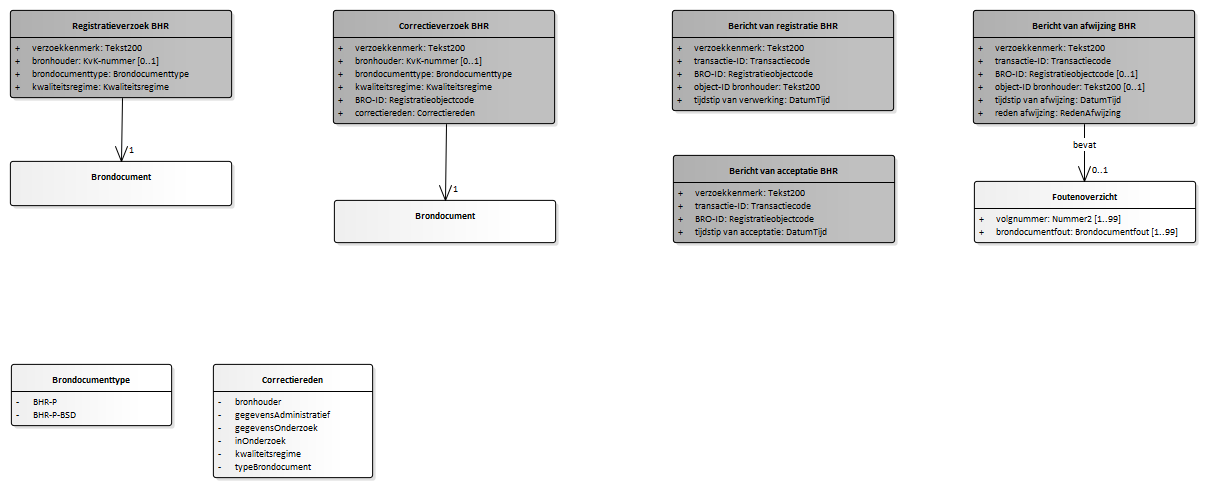 Registratieverzoek BHR
+ verzoekkenmerk: Tekst200
+ bronhouder: KvK-nummer [0..1]
+ brondocumenttype: Brondocumenttype
+ kwaliteitsregime: Kwaliteitsregime
1
Brondocument
Correctieverzoek BHR
+ verzoekkenmerk: Tekst200
+ bronhouder: KvK-nummer [0..1]
+ brondocumenttype: Brondocumenttype
+ kwaliteitsregime: Kwaliteitsregime
+ BRO-ID: Registratieobjectcode
+ correctiereden: Correctiereden
1
Brondocument
Bericht van registratie BHR
+ verzoekkenmerk: Tekst200
+ transactie-ID: Transactiecode
+ BRO-ID: Registratieobjectcode
+ object-ID bronhouder: Tekst200
+ tijdstip van verwerking: DatumTijd
Bericht van acceptatie BHR
+ verzoekkenmerk: Tekst200
+ transactie-ID: Transactiecode
+ BRO-ID: Registratieobjectcode
+ tijdstip van acceptatie: DatumTijd
Bericht van afwijzing BHR
+ verzoekkenmerk: Tekst200
+ transactie-ID: Transactiecode
+ BRO-ID: Registratieobjectcode [0..1]
+ object-ID bronhouder: Tekst200 [0..1]
+ tijdstip van afwijzing: DatumTijd
+ reden afwijzing: RedenAfwijzing
bevat
0..1
Foutenoverzicht
+ volgnummer: Nummer2 [1..99]
+ brondocumentfout: Brondocumentfout [1..99]
Brondocumenttype
- BHR-P
- BHR-P-BSD
Correctiereden
- bronhouder
- gegevensAdministratief
- gegevensOnderzoek
- inOnderzoek
- kwaliteitsregime
- typeBrondocument